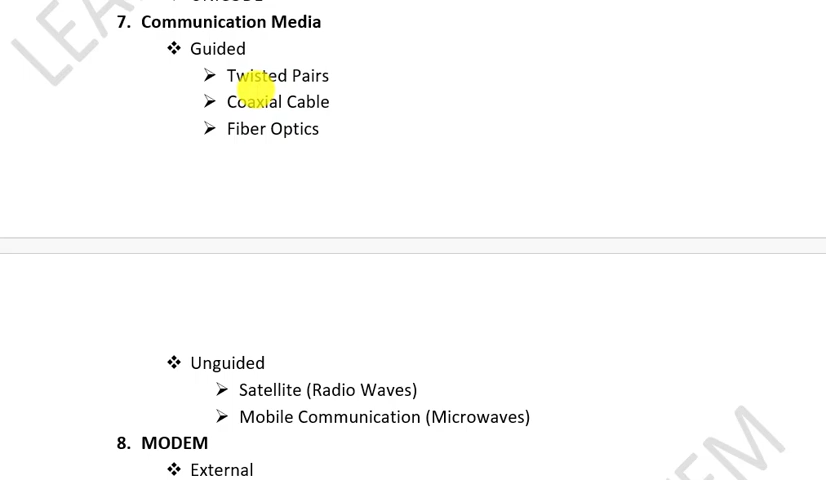 7. Communication Media
❖ Guided
➢ Twisted Pairs
➢ Coaxial Cable
➢ Fiber Optics
❖ Unguided
➢ Satellite (Radio Waves)
➢ Mobile Communication (Microwaves)
8. MODEM
❖ External